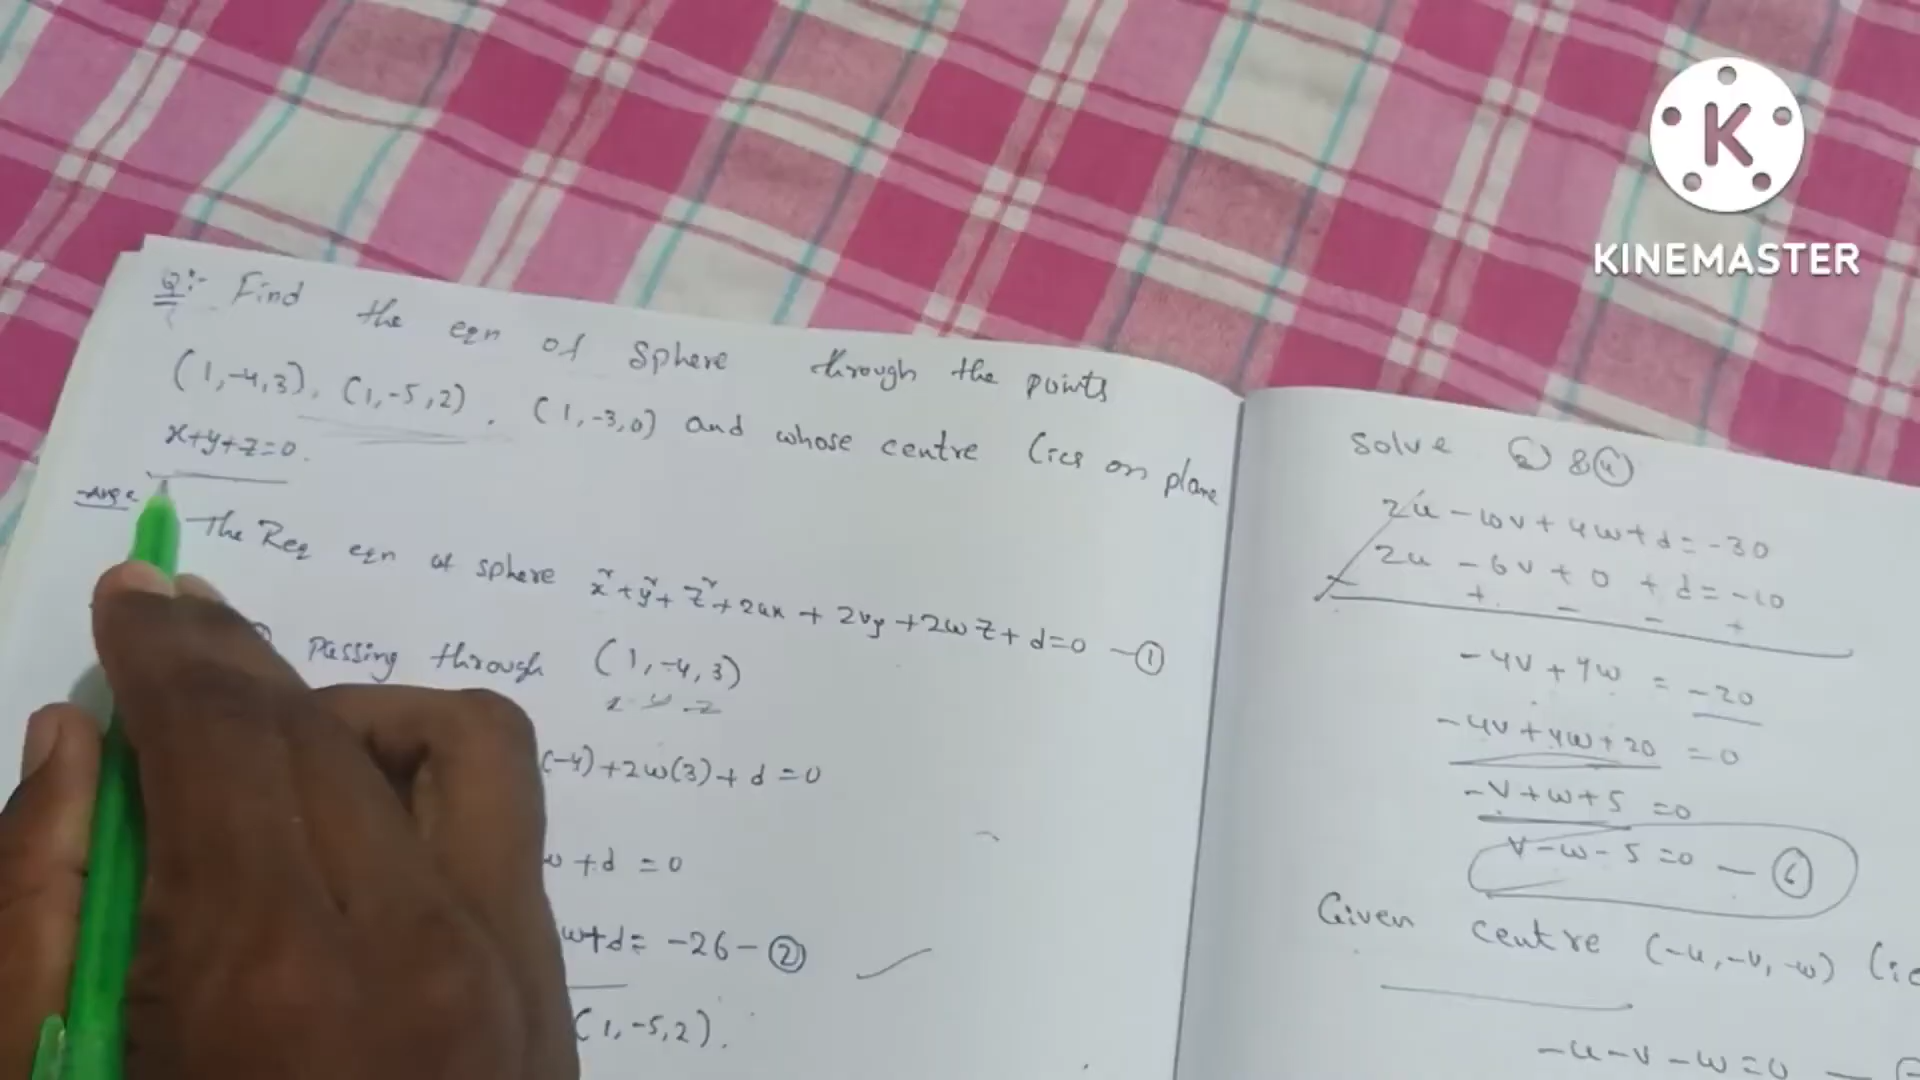 Q:- Find the eqn of sphere through the points
(1,-4,3), (1,-5,2), (1,-3,0) and whose centre lies on plane
x+y+z=0.
The Req eqn of sphere x²+y²+z²+2ux+2vy+2wz+d=0 —①
Passing through (1,-4,3)
x y z
(-4)+2w(3)+d=0
w+d=0
w+d=-26-②
(1,-5,2).
Solve ② & ④
2u-10v+4w+d=-30
2u-6v+0+d=-10
+ - - +
-4v+4w=-20
-4v+4w+20=0
-v+w+5=0
v-w-5=0 —⑥
Given centre (-u,-v,-w)
-u-v-w=0 —
K
KINEMASTER